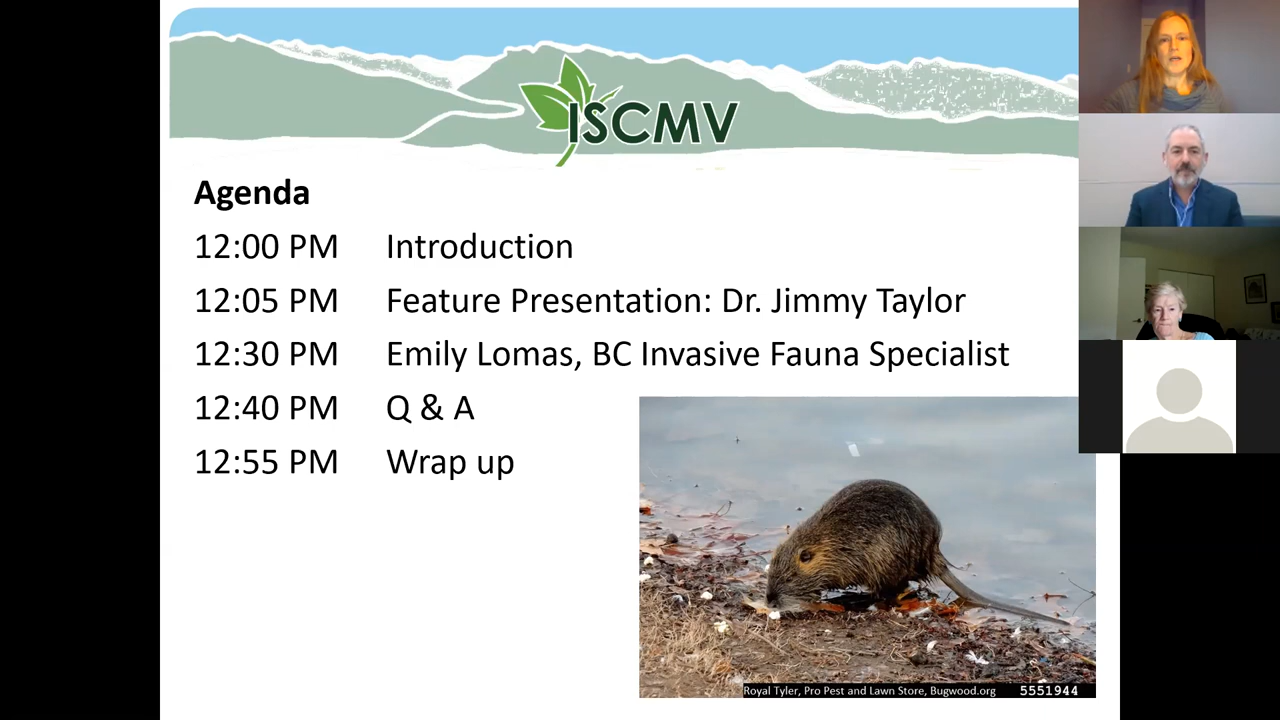 ISCMV
Agenda
12:00 PM Introduction
12:05 PM Feature Presentation: Dr. Jimmy Taylor
12:30 PM Emily Lomas, BC Invasive Fauna Specialist
12:40 PM Q & A
12:55 PM Wrap up
Royal Tyler, Pro Pest and Lawn Store, Bugwood.org 5551944